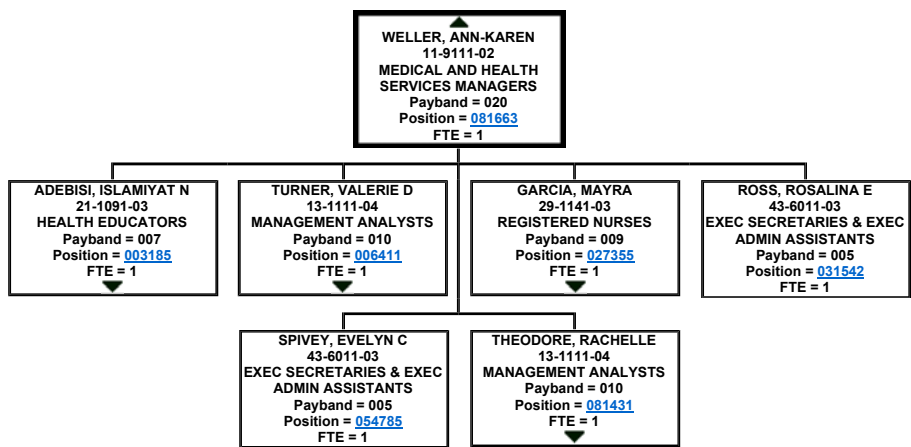 WELLER, ANN-KAREN
11-9111-02
MEDICAL AND HEALTH
SERVICES MANAGERS
Payband = 020
Position = 081663
FTE = 1
ADEBISI, ISLAMIYAT N
21-1091-03
HEALTH EDUCATORS
Payband = 007
Position = 003185
FTE = 1
TURNER, VALERIE D
13-1111-04
MANAGEMENT ANALYSTS
Payband = 010
Position = 006411
FTE = 1
GARCIA, MAYRA
29-1141-03
REGISTERED NURSES
Payband = 009
Position = 027355
FTE = 1
ROSS, ROSALINA E
43-6011-03
EXEC SECRETARIES & EXEC
ADMIN ASSISTANTS
Payband = 005
Position = 031542
FTE = 1
SPIVEY, EVELYN C
43-6011-03
EXEC SECRETARIES & EXEC
ADMIN ASSISTANTS
Payband = 005
Position = 054785
FTE = 1
THEODORE, RACHELLE
13-1111-04
MANAGEMENT ANALYSTS
Payband = 010
Position = 081431
FTE = 1